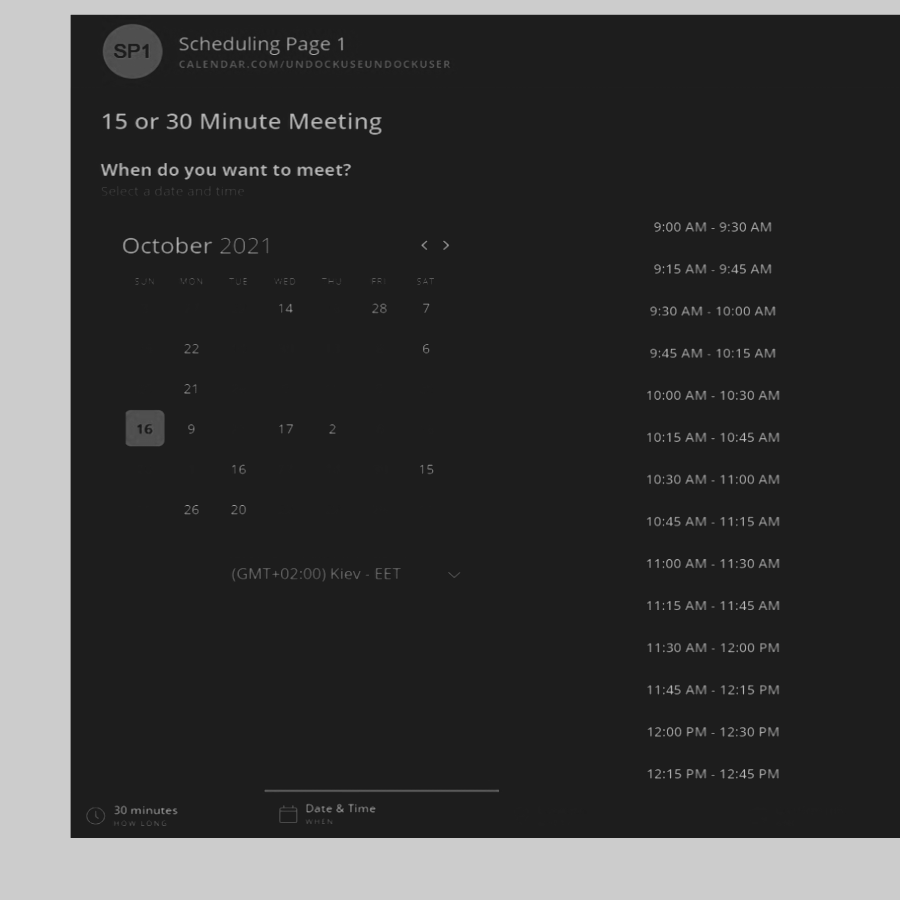 SP1
Scheduling Page 1
CALENDAR.COM/UNDOCKUSEUNDOCKUSER
15 or 30 Minute Meeting
When do you want to meet?
Select a date and time
October 2021 < >
SUN MON TUE WED THU FRI SAT
14 28 7
22 6
21
16 9 17 2
16 15
26 20
(GMT+02:00) Kiev - EET
9:00 AM - 9:30 AM
9:15 AM - 9:45 AM
9:30 AM - 10:00 AM
9:45 AM - 10:15 AM
10:00 AM - 10:30 AM
10:15 AM - 10:45 AM
10:30 AM - 11:00 AM
10:45 AM - 11:15 AM
11:00 AM - 11:30 AM
11:15 AM - 11:45 AM
11:30 AM - 12:00 PM
11:45 AM - 12:15 PM
12:00 PM - 12:30 PM
12:15 PM - 12:45 PM
30 minutes
HOW LONG
Date & Time
WHEN